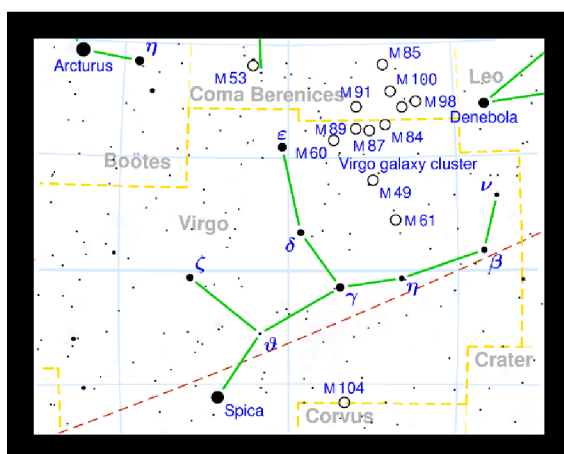 η
Arcturus
M 53
M 85
M 100
Leo
M 91
M 98
Coma Berenices
Denebola
ε
M 89
M 84
M 60
M 87
Boötes
Virgo galaxy cluster
M 49
ν
Virgo
M 61
δ
ζ
β
γ
η
ϑ
Crater
M 104
Spica
Corvus